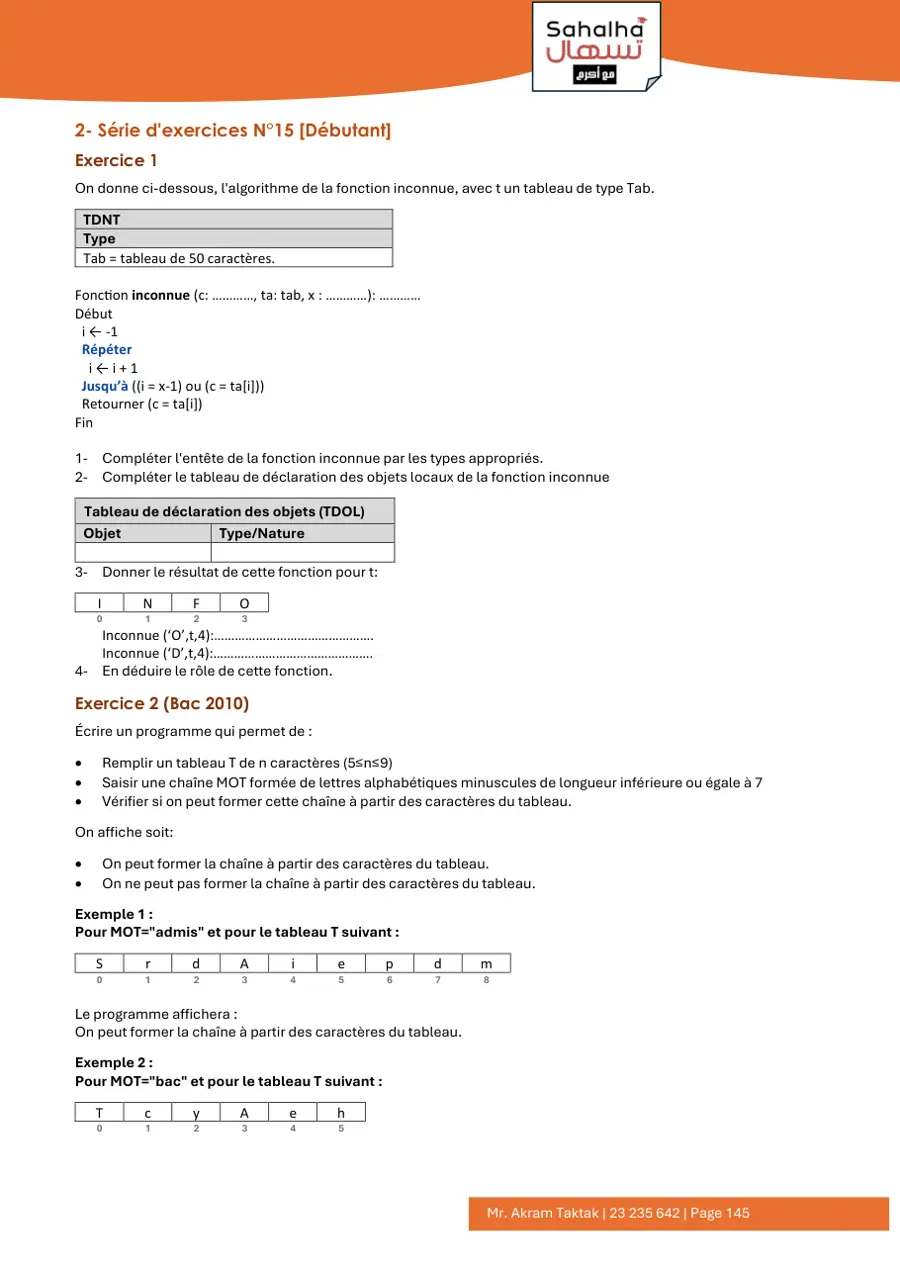 Sahalha
تسهال
مع أكرم
2- Série d'exercices N°15 [Débutant]
Exercice 1
On donne ci-dessous, l'algorithme de la fonction inconnue, avec t un tableau de type Tab.
TDNT
Type
Tab = tableau de 50 caractères.
Fonction inconnue (c: …………, ta: tab, x : …………): …………
Début
i ← -1
Répéter
i ← i + 1
Jusqu’à ((i = x-1) ou (c = ta[i]))
Retourner (c = ta[i])
Fin
1- Compléter l'entête de la fonction inconnue par les types appropriés.
2- Compléter le tableau de déclaration des objets locaux de la fonction inconnue
Tableau de déclaration des objets (TDOL)
Objet Type/Nature
3- Donner le résultat de cette fonction pour t:
I N F O
0 1 2 3
Inconnue (‘O’,t,4):……………………………………….
Inconnue (‘D’,t,4):……………………………………….
4- En déduire le rôle de cette fonction.
Exercice 2 (Bac 2010)
Écrire un programme qui permet de :
• Remplir un tableau T de n caractères (5≤n≤9)
• Saisir une chaîne MOT formée de lettres alphabétiques minuscules de longueur inférieure ou égale à 7
• Vérifier si on peut former cette chaîne à partir des caractères du tableau.
On affiche soit:
• On peut former la chaîne à partir des caractères du tableau.
• On ne peut pas former la chaîne à partir des caractères du tableau.
Exemple 1 :
Pour MOT="admis" et pour le tableau T suivant :
S r d A i e p d m
0 1 2 3 4 5 6 7 8
Le programme affichera :
On peut former la chaîne à partir des caractères du tableau.
Exemple 2 :
Pour MOT="bac" et pour le tableau T suivant :
T c y A e h
0 1 2 3 4 5
Mr. Akram Taktak | 23 235 642 | Page 145